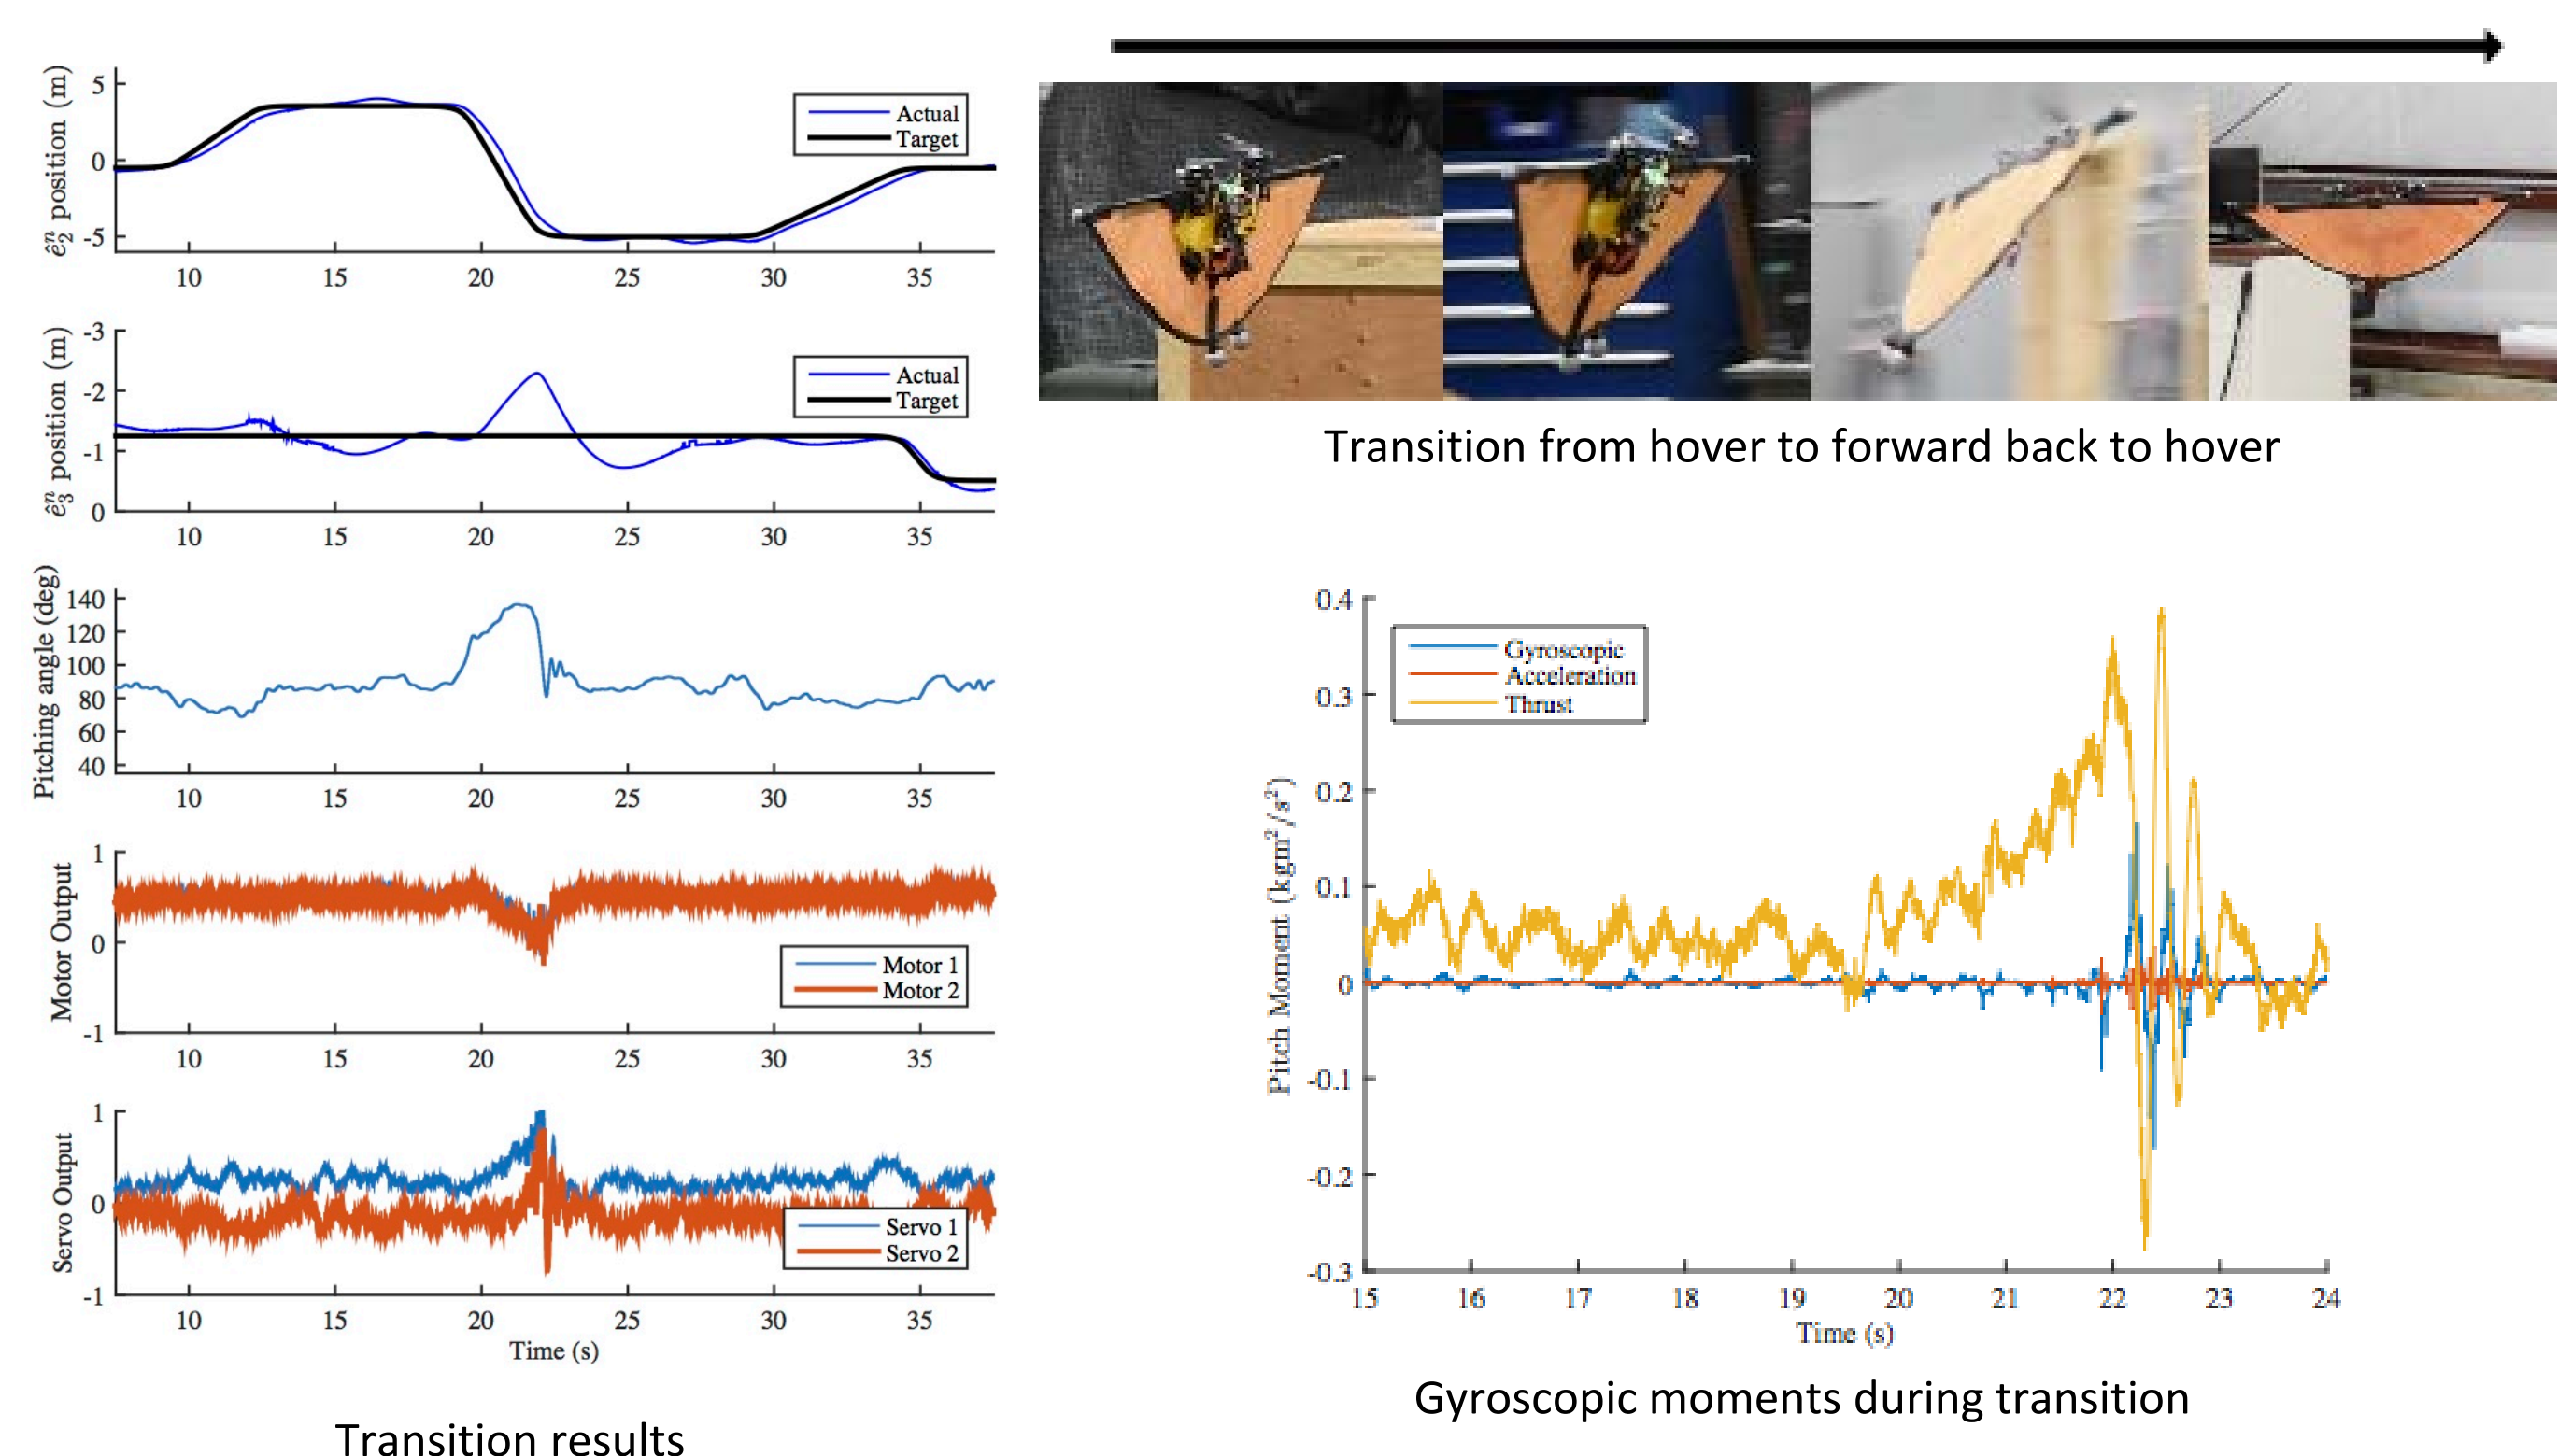 ê₂ⁿ position (m)
5
0
-5
Actual
Target
10 15 20 25 30 35
ê₃ⁿ position (m)
-3
-2
-1
0
Actual
Target
10 15 20 25 30 35
Pitching angle (deg)
140
120
100
80
60
40
10 15 20 25 30 35
Motor Output
1
0
-1
Motor 1
Motor 2
10 15 20 25 30 35
Servo Output
1
0
-1
Servo 1
Servo 2
10 15 20 25 30 35
Time (s)
Transition results
Transition from hover to forward back to hover
Pitch Moment (kgm²/s²)
0.4
0.3
0.2
0.1
0
-0.1
-0.2
-0.3
Gyroscopic
Acceleration
Thrust
15 16 17 18 19 20 21 22 23 24
Time (s)
Gyroscopic moments during transition